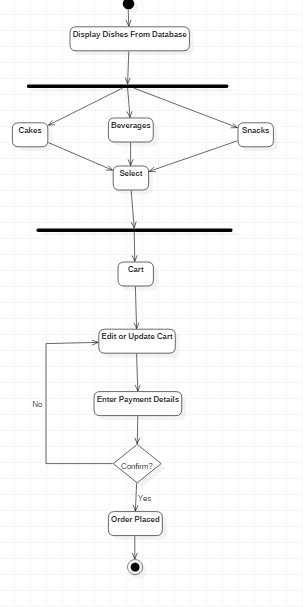 Display Dishes From Database
Cakes
Beverages
Snacks
Select
Cart
Edit or Update Cart
Enter Payment Details
No
Confirm?
Yes
Order Placed